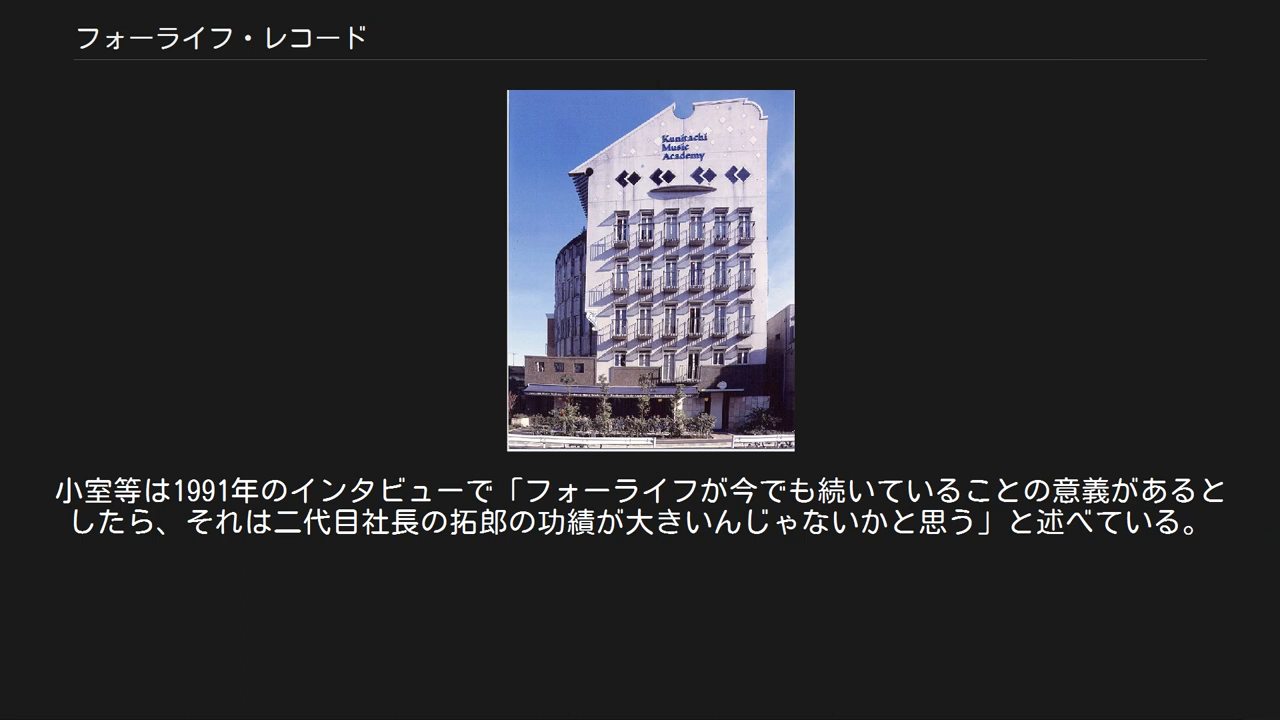 フォーライフ・レコード
Kunitachi
Music
Academy
小室等は1991年のインタビューで「フォーライフが今でも続いていることの意義があると
したら、それは二代目社長の拓郎の功績が大きいんじゃないかと思う」と述べている。